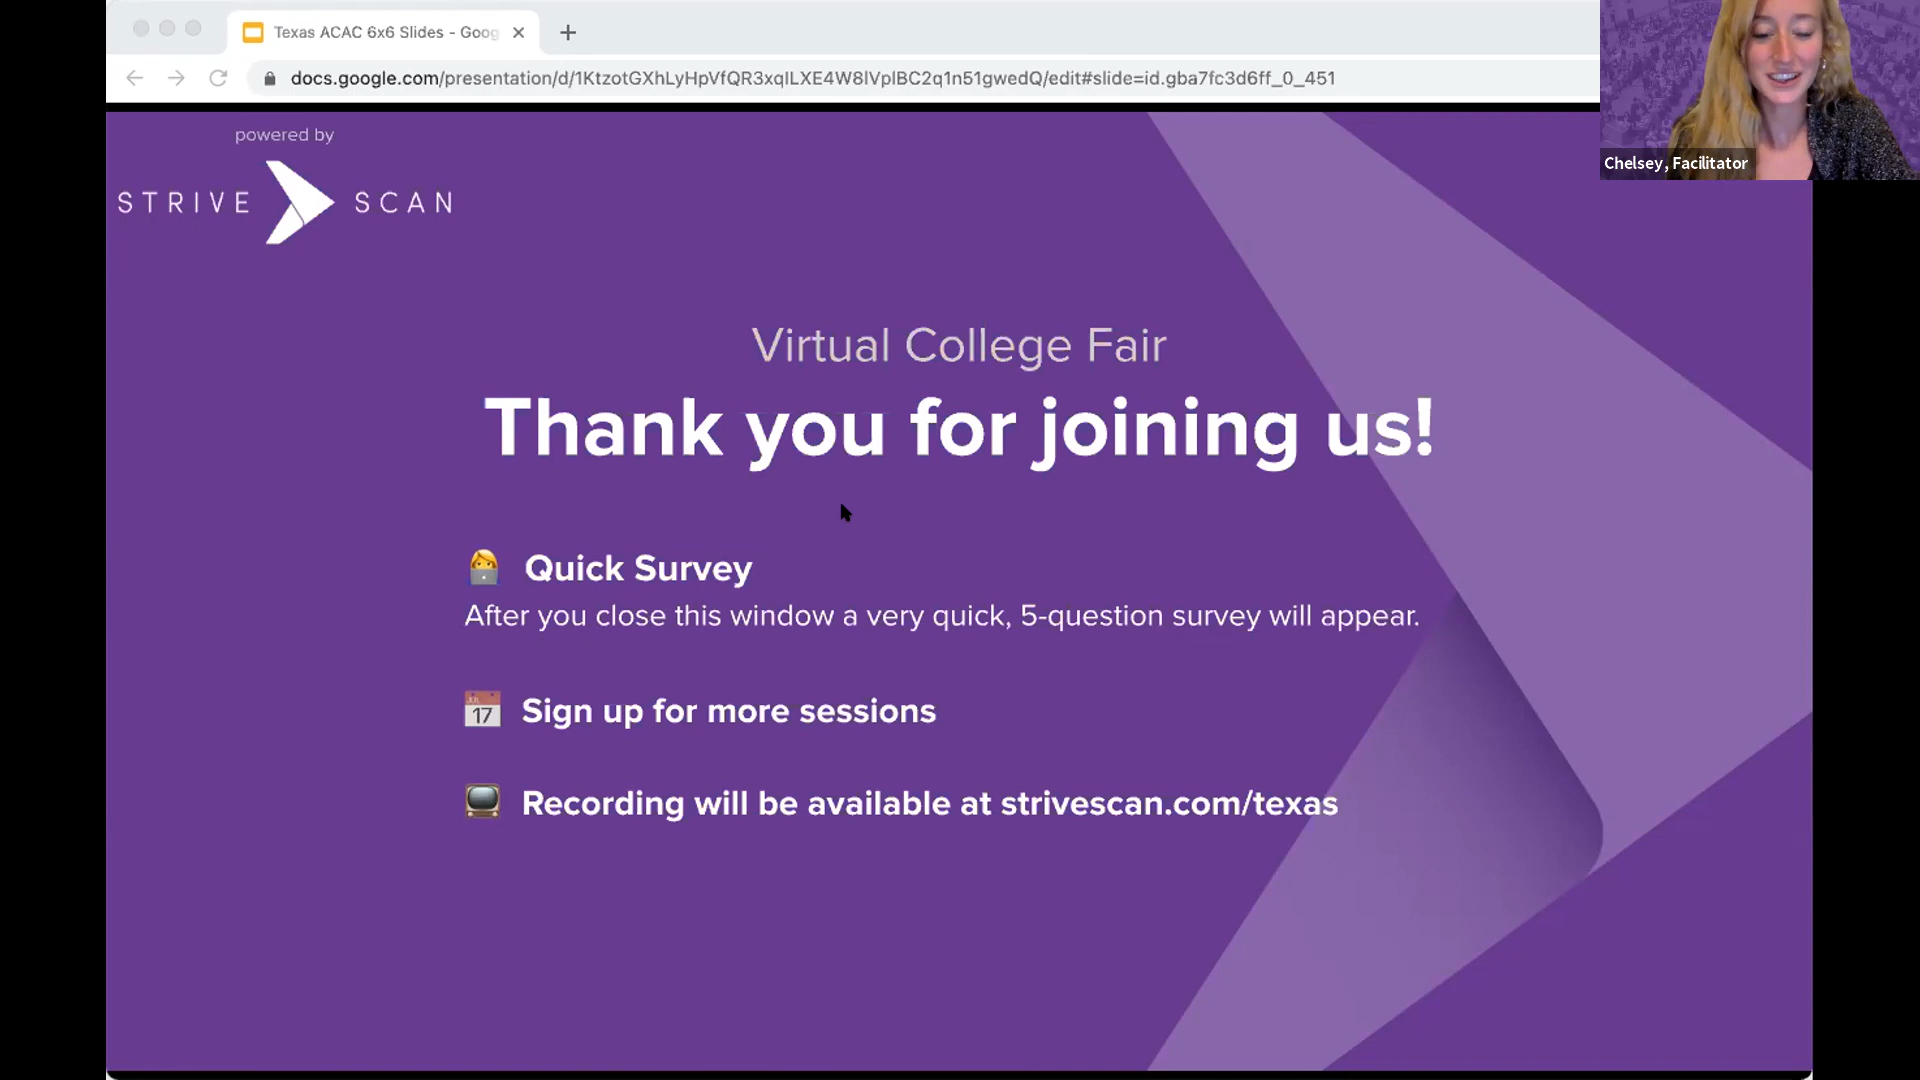 Texas ACAC 6x6 Slides - Goog
docs.google.com/presentation/d/1KtzotGXhLyHpVfQR3xqILXE4W8lVplBC2q1n51gwedQ/edit#slide=id.gba7fc3d6ff_0_451
Chelsey, Facilitator
powered by
STRIVE SCAN
Virtual College Fair
Thank you for joining us!
Quick Survey
After you close this window a very quick, 5-question survey will appear.
17
Sign up for more sessions
Recording will be available at strivescan.com/texas